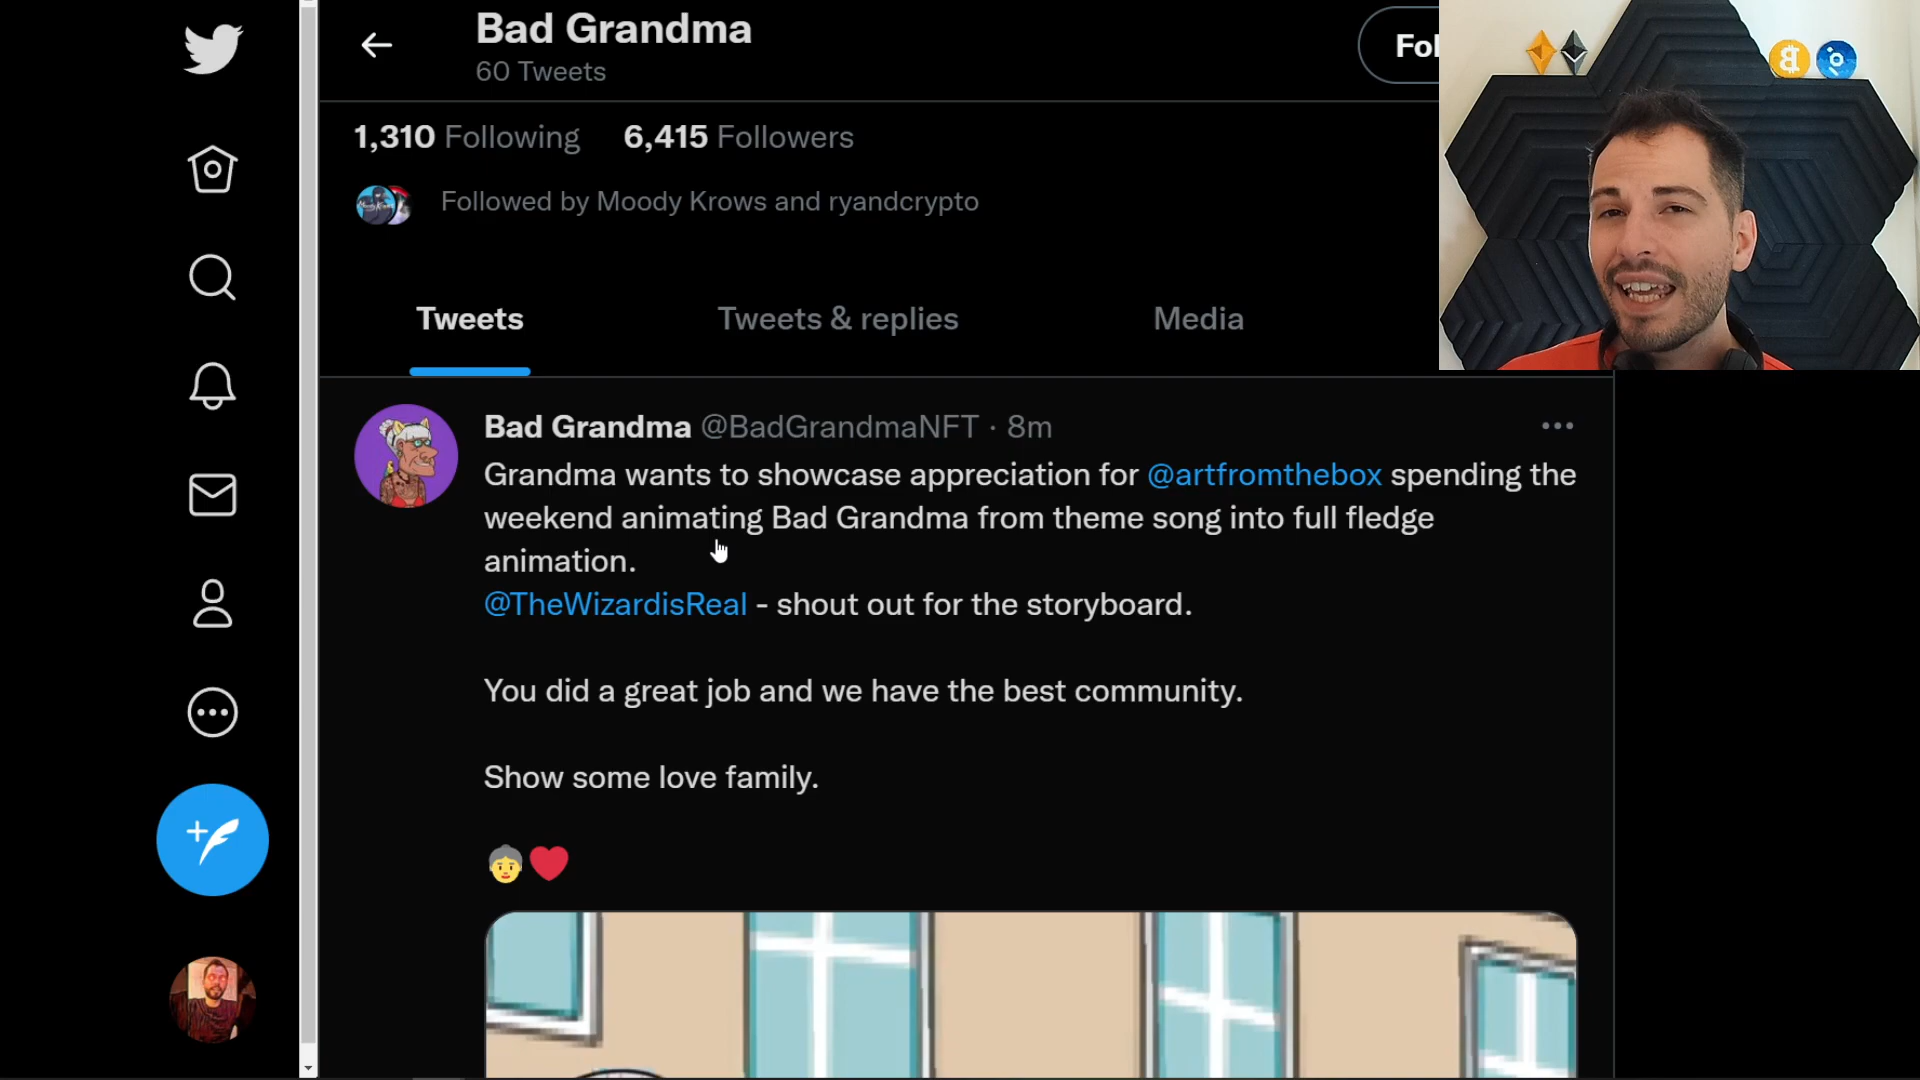 Bad Grandma
60 Tweets
Fol
1,310 Following 6,415 Followers
Followed by Moody Krows and ryandcrypto
Tweets Tweets & replies Media
Bad Grandma @BadGrandmaNFT · 8m
Grandma wants to showcase appreciation for @artfromthebox spending the
weekend animating Bad Grandma from theme song into full fledge
animation.
@TheWizardisReal - shout out for the storyboard.
You did a great job and we have the best community.
Show some love family.